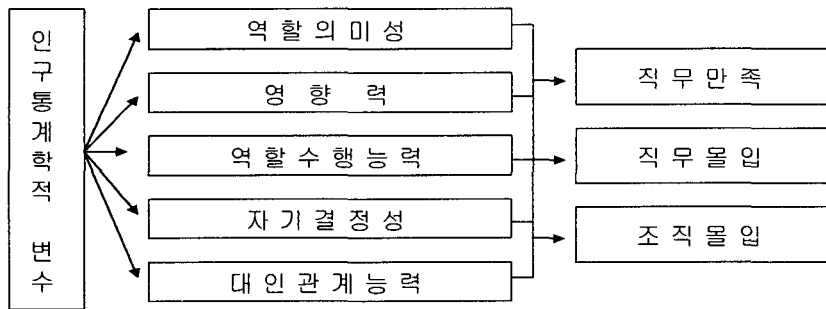 인구통계학적 변수
역할의미성
영향력
역할수행능력
자기결정성
대인관계능력
직무만족
직무몰입
조직몰입